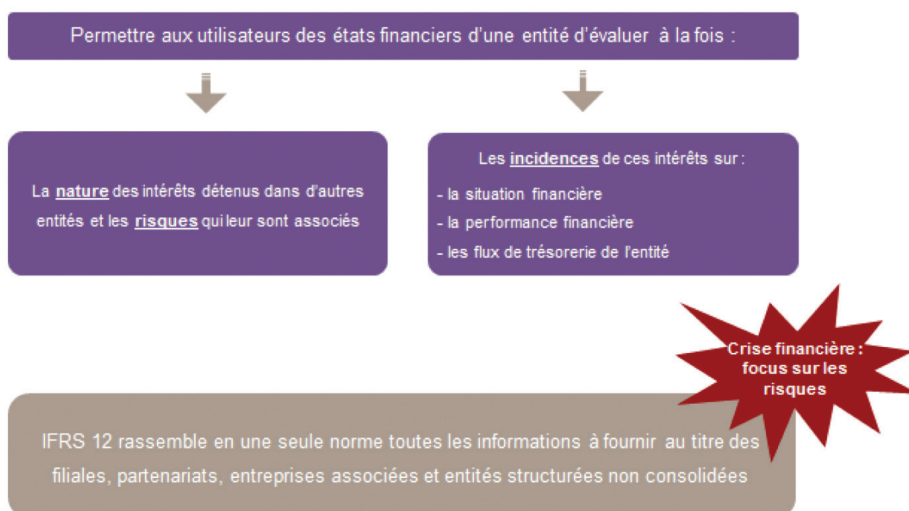 Permettre aux utilisateurs des états financiers d'une entité d'évaluer à la fois :
La nature des intérêts détenus dans d'autres
entités et les risques qui leur sont associés
Les incidences de ces intérêts sur :
- la situation financière
- la performance financière
- les flux de trésorerie de l'entité
Crise financière :
focus sur les
risques
IFRS 12 rassemble en une seule norme toutes les informations à fournir au titre des
filiales, partenariats, entreprises associées et entités structurées non consolidées